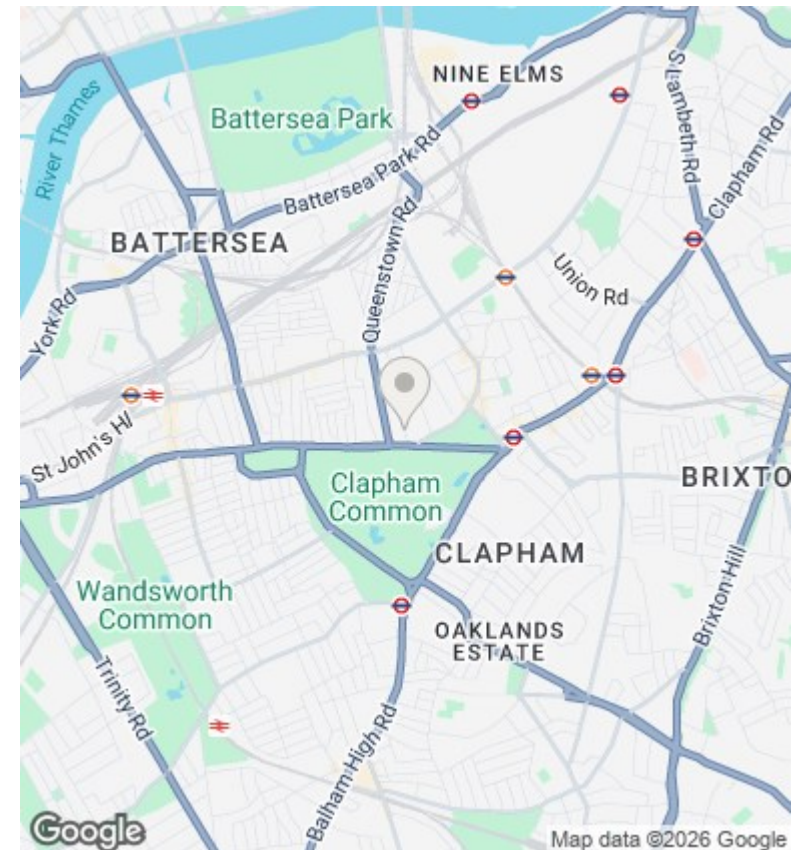 NINE ELMS
Battersea Park
River Thames
S Lambeth Rd
Clapham Rd
Battersea Park Rd
BATTERSEA
Queenstown Rd
Union Rd
York Rd
St John's Hl
Clapham
Common
BRIXTO
CLAPHAM
Wandsworth
Common
OAKLANDS
ESTATE
Brixton Hill
Trinity Rd
Balham High Rd
Google
Map data ©2026 Google